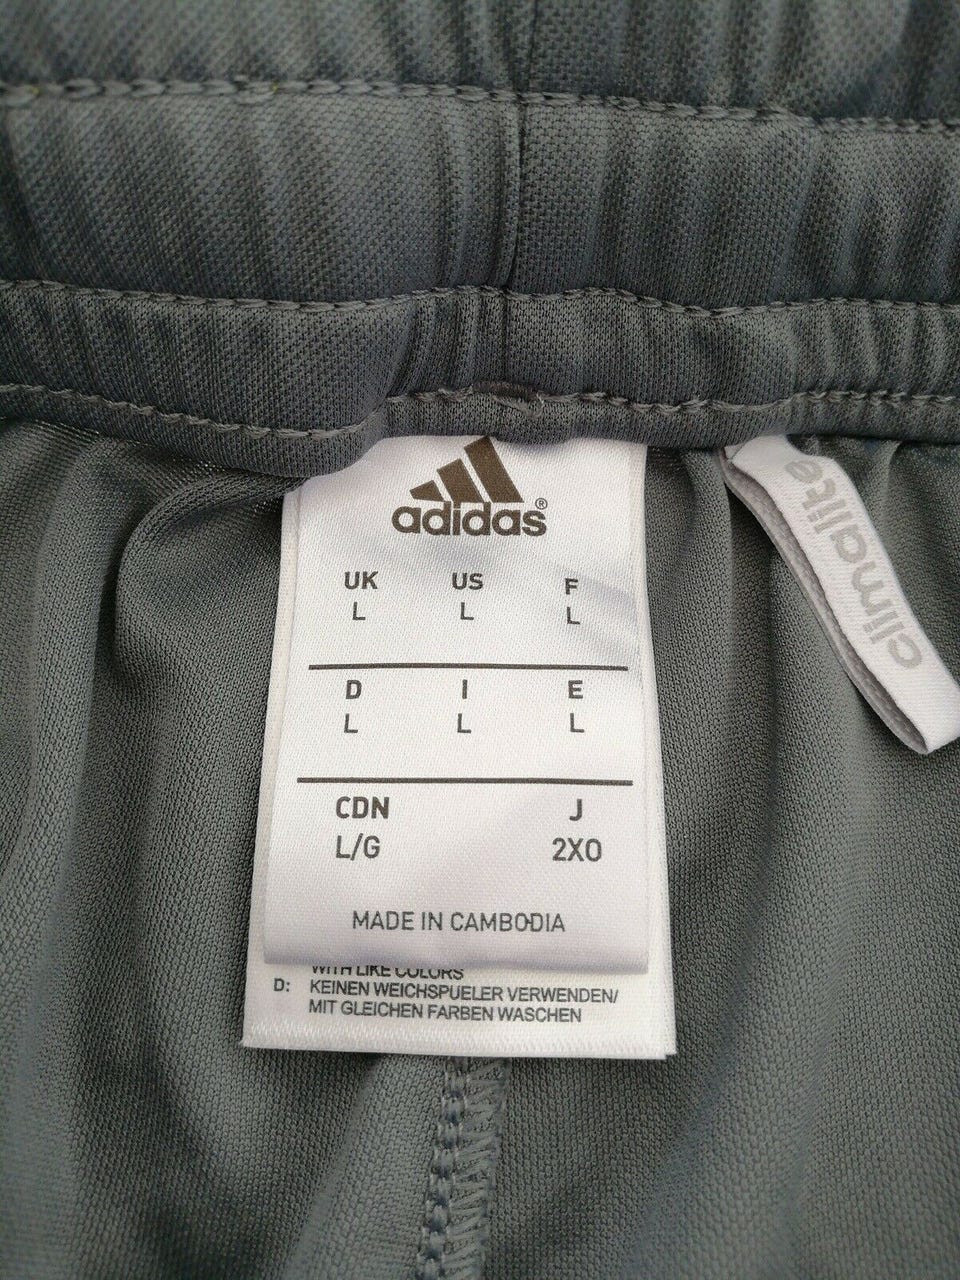 adidas®
UK US F
L L L
D I E
L L L
CDN J
L/G 2XO
MADE IN CAMBODIA
WITH LIKE COLORS
D: KEINEN WEICHSPUELER VERWENDEN/
MIT GLEICHEN FARBEN WASCHEN
climalite